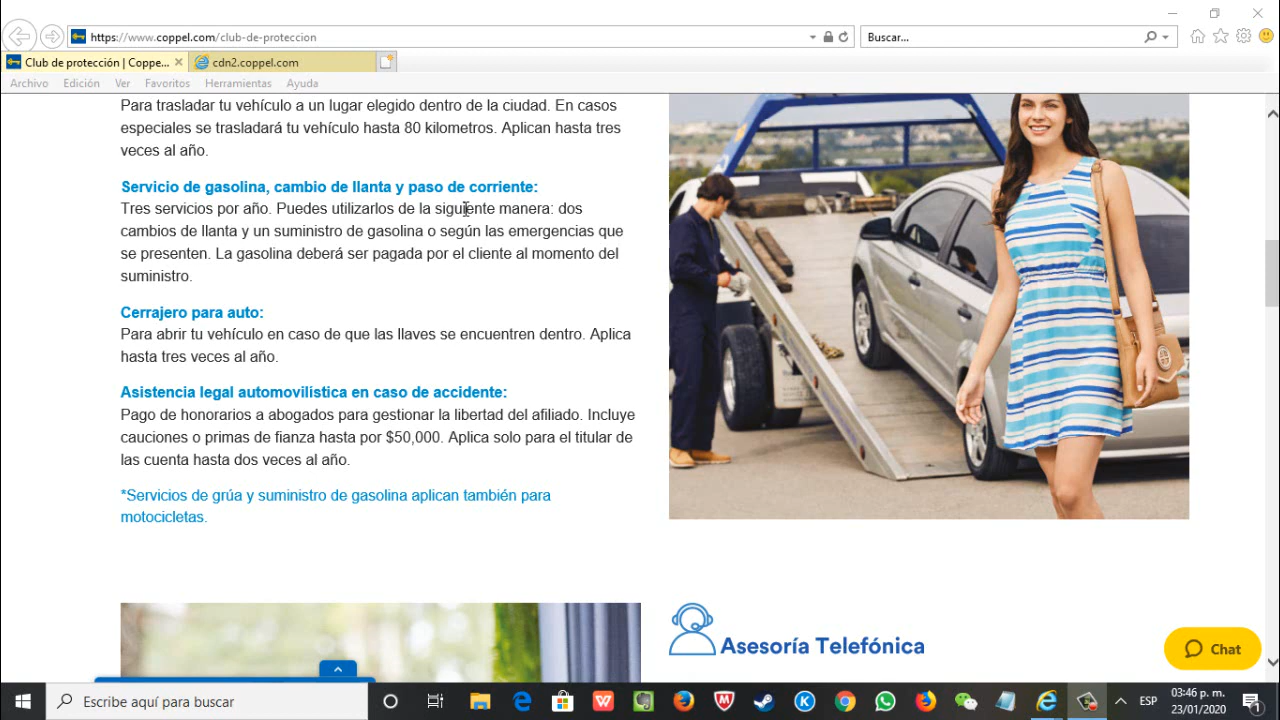 https://www.coppel.com/club-de-proteccion
Buscar...
Club de protección | Coppe...
cdn2.coppel.com
Archivo Edición Ver Favoritos Herramientas Ayuda
Para trasladar tu vehículo a un lugar elegido dentro de la ciudad. En casos
especiales se trasladará tu vehículo hasta 80 kilometros. Aplican hasta tres
veces al año.
Servicio de gasolina, cambio de llanta y paso de corriente:
Tres servicios por año. Puedes utilizarlos de la siguiente manera: dos
cambios de llanta y un suministro de gasolina o según las emergencias que
se presenten. La gasolina deberá ser pagada por el cliente al momento del
suministro.
Cerrajero para auto:
Para abrir tu vehículo en caso de que las llaves se encuentren dentro. Aplica
hasta tres veces al año.
Asistencia legal automovilística en caso de accidente:
Pago de honorarios a abogados para gestionar la libertad del afiliado. Incluye
cauciones o primas de fianza hasta por $50,000. Aplica solo para el titular de
las cuenta hasta dos veces al año.
*Servicios de grúa y suministro de gasolina aplican también para
motocicletas.
Asesoría Telefónica
Chat
Escribe aquí para buscar
ESP
03:46 p. m.
23/01/2020
1